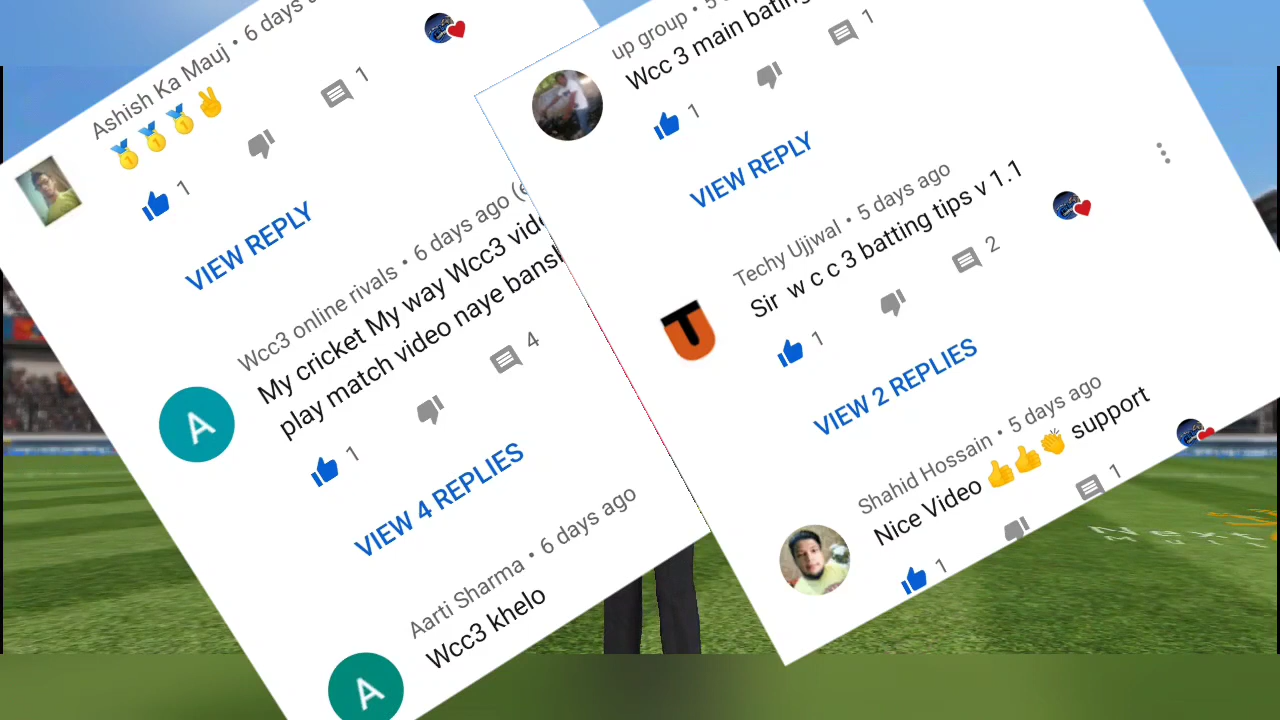 Ashish Ka Mauj • 6 days
🥇🥇🥇✌
1
1
VIEW REPLY
Wcc3 online rivals • 6 days ago
My cricket My way Wcc3
play match video naye
1
4
VIEW 4 REPLIES
A
Aarti Sharma • 6 days ago
Wcc3 khelo
A
up group • 5
Wcc 3 main bating
1
1
VIEW REPLY
Techy Ujjwal • 5 days ago
Sir w c c 3 batting tips v 1.1
1
2
VIEW 2 REPLIES
Shahid Hossain • 5 days ago
Nice Video 👍👍👏 support
1
1
Next